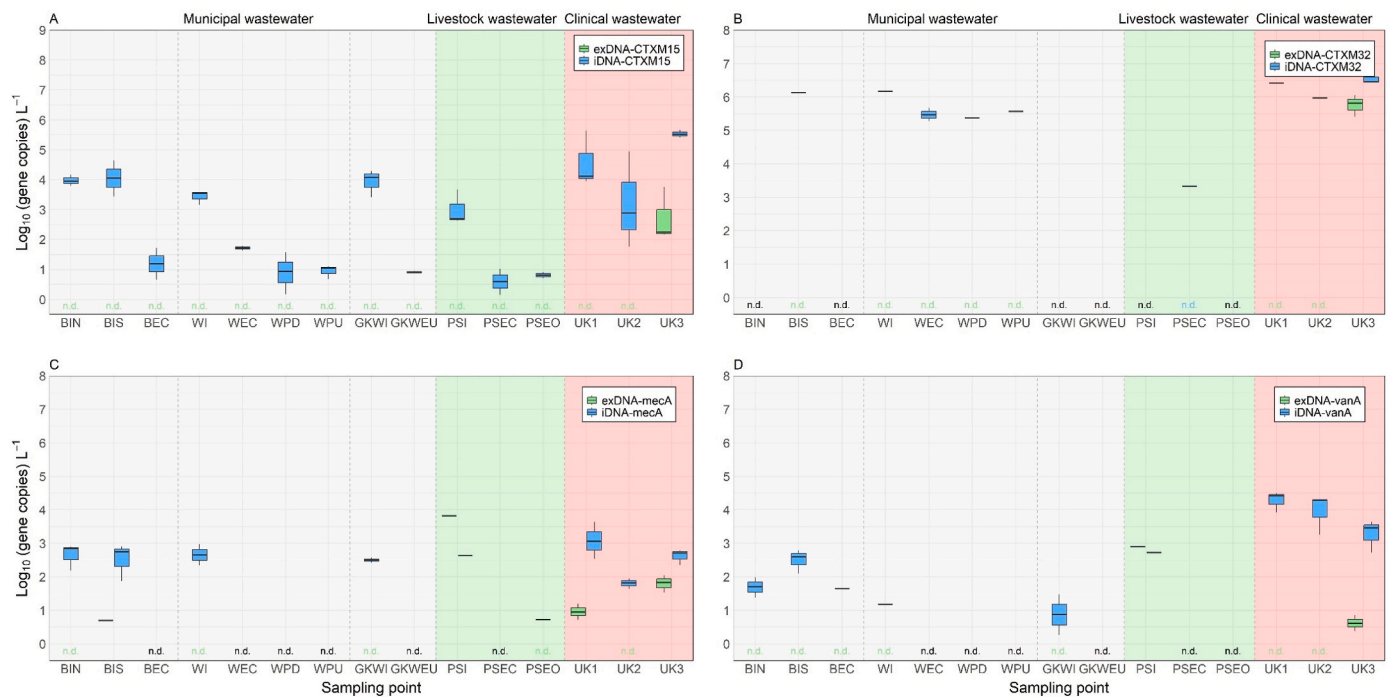 A
Municipal wastewater Livestock wastewater Clinical wastewater
exDNA-CTXM15
iDNA-CTXM15
Log₁₀ (gene copies) L⁻¹
9
8
7
6
5
4
3
2
1
0
n.d. n.d. n.d. n.d. n.d. n.d. n.d. n.d. n.d. n.d. n.d. n.d. n.d. n.d.
BIN BIS BEC WI WEC WPD WPU GKWI GKWEU PSI PSEC PSEO UK1 UK2 UK3
B
Municipal wastewater Livestock wastewater Clinical wastewater
exDNA-CTXM32
iDNA-CTXM32
8
7
6
5
4
3
2
1
0
n.d. n.d. n.d. n.d. n.d. n.d. n.d. n.d. n.d. n.d. n.d. n.d. n.d. n.d.
BIN BIS BEC WI WEC WPD WPU GKWI GKWEU PSI PSEC PSEO UK1 UK2 UK3
C
exDNA-mecA
iDNA-mecA
Log₁₀ (gene copies) L⁻¹
8
7
6
5
4
3
2
1
0
n.d. n.d. n.d. n.d. n.d. n.d. n.d. n.d. n.d. n.d. n.d.
BIN BIS BEC WI WEC WPD WPU GKWI GKWEU PSI PSEC PSEO UK1 UK2 UK3
Sampling point
D
exDNA-vanA
iDNA-vanA
8
7
6
5
4
3
2
1
0
n.d. n.d. n.d. n.d. n.d. n.d. n.d. n.d. n.d. n.d. n.d. n.d. n.d.
BIN BIS BEC WI WEC WPD WPU GKWI GKWEU PSI PSEC PSEO UK1 UK2 UK3
Sampling point